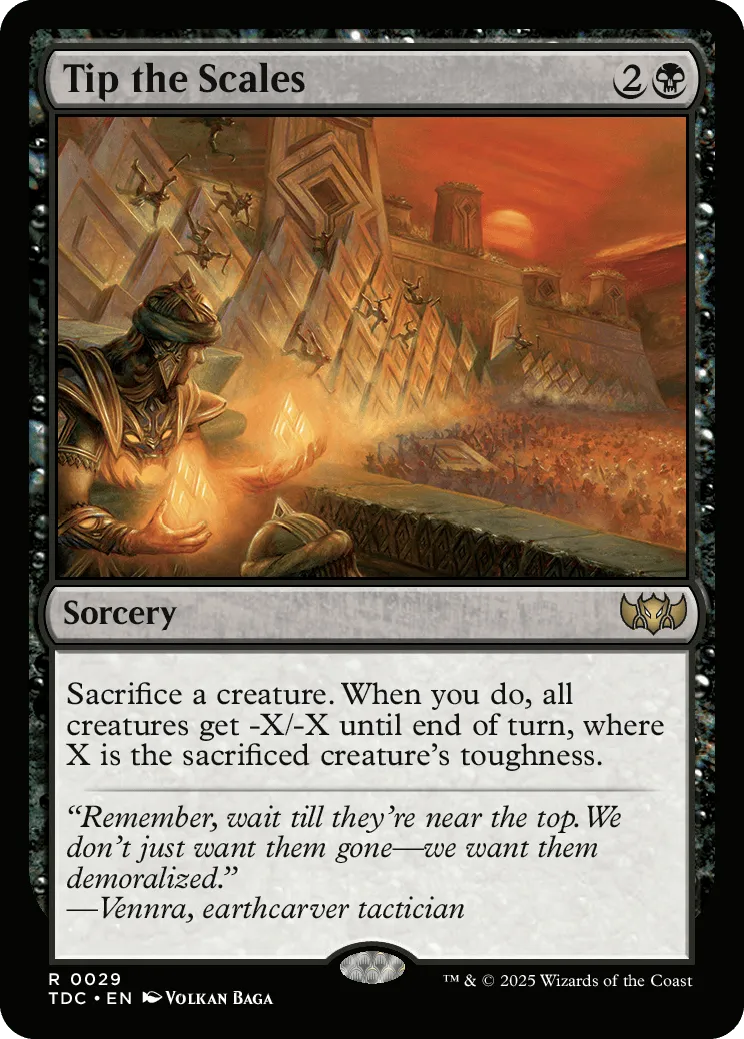 Tip the Scales 2
Sorcery
Sacrifice a creature. When you do, all
creatures get -X/-X until end of turn, where
X is the sacrificed creature's toughness.
“Remember, wait till they're near the top. We
don't just want them gone—we want them
demoralized.”
—Vennra, earthcarver tactician
R 0029
TDC • EN VOLKAN BAGA
™ & © 2025 Wizards of the Coast